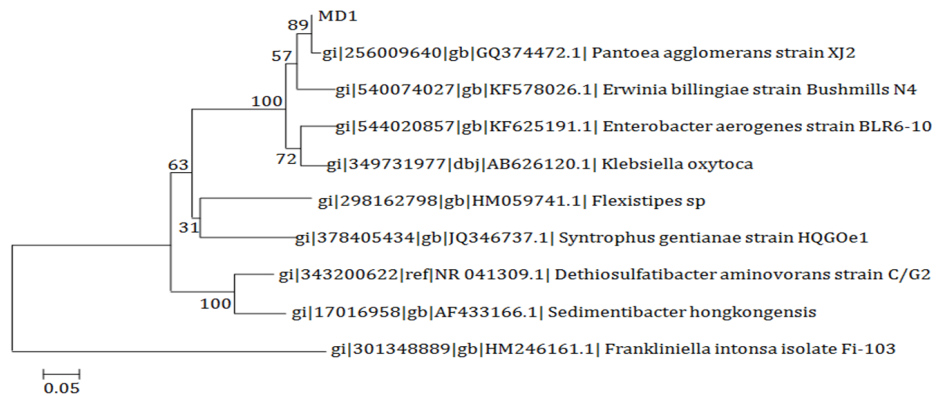 MD1
89
gi|256009640|gb|GQ374472.1| Pantoea agglomerans strain XJ2
57
gi|540074027|gb|KF578026.1| Erwinia billingiae strain Bushmills N4
100
gi|544020857|gb|KF625191.1| Enterobacter aerogenes strain BLR6-10
72
gi|349731977|dbj|AB626120.1| Klebsiella oxytoca
63
gi|298162798|gb|HM059741.1| Flexistipes sp
31
gi|378405434|gb|JQ346737.1| Syntrophus gentianae strain HQGOe1
gi|343200622|ref|NR 041309.1| Dethiosulfatibacter aminovorans strain C/G2
100
gi|17016958|gb|AF433166.1| Sedimentibacter hongkongensis
gi|301348889|gb|HM246161.1| Frankliniella intonsa isolate Fi-103
0.05